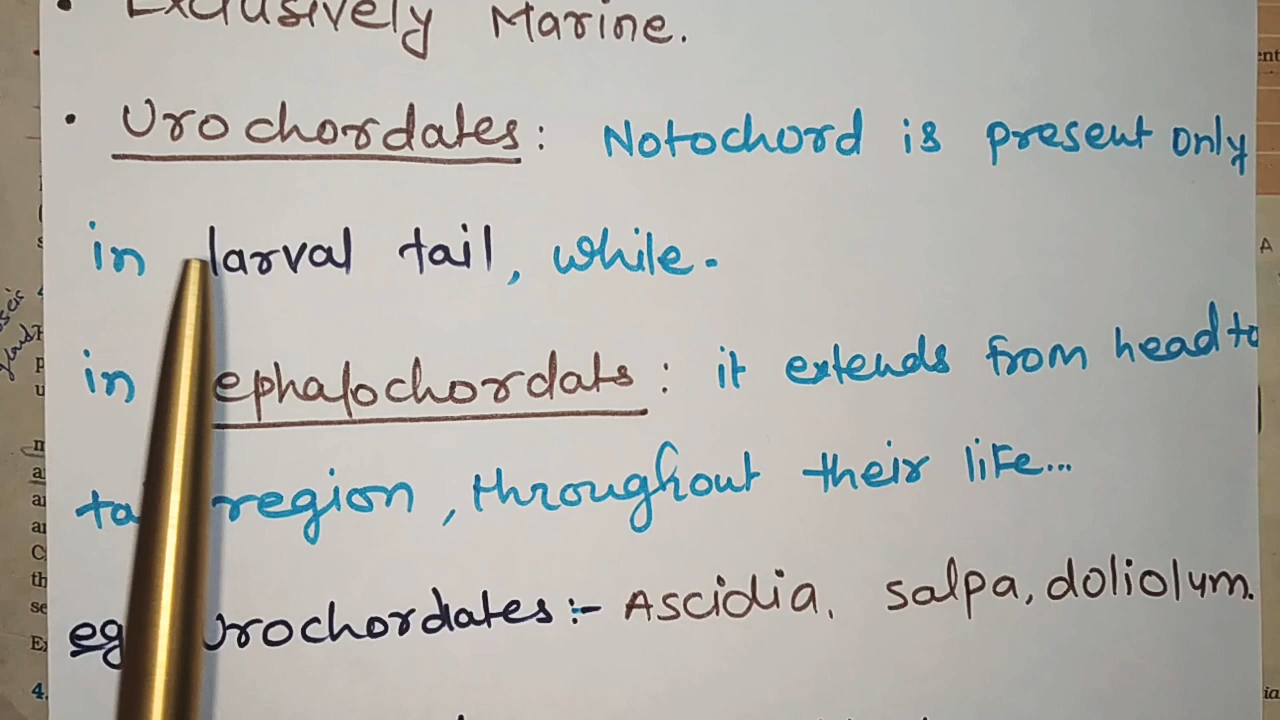 • Exclusively Marine.
• Urochordates: Notochord is present only
in larval tail, while.
in ephalochordats : it extends from head to
ta region, throughout their life...
eg urochordates :- Ascidia, salpa, doliolum.